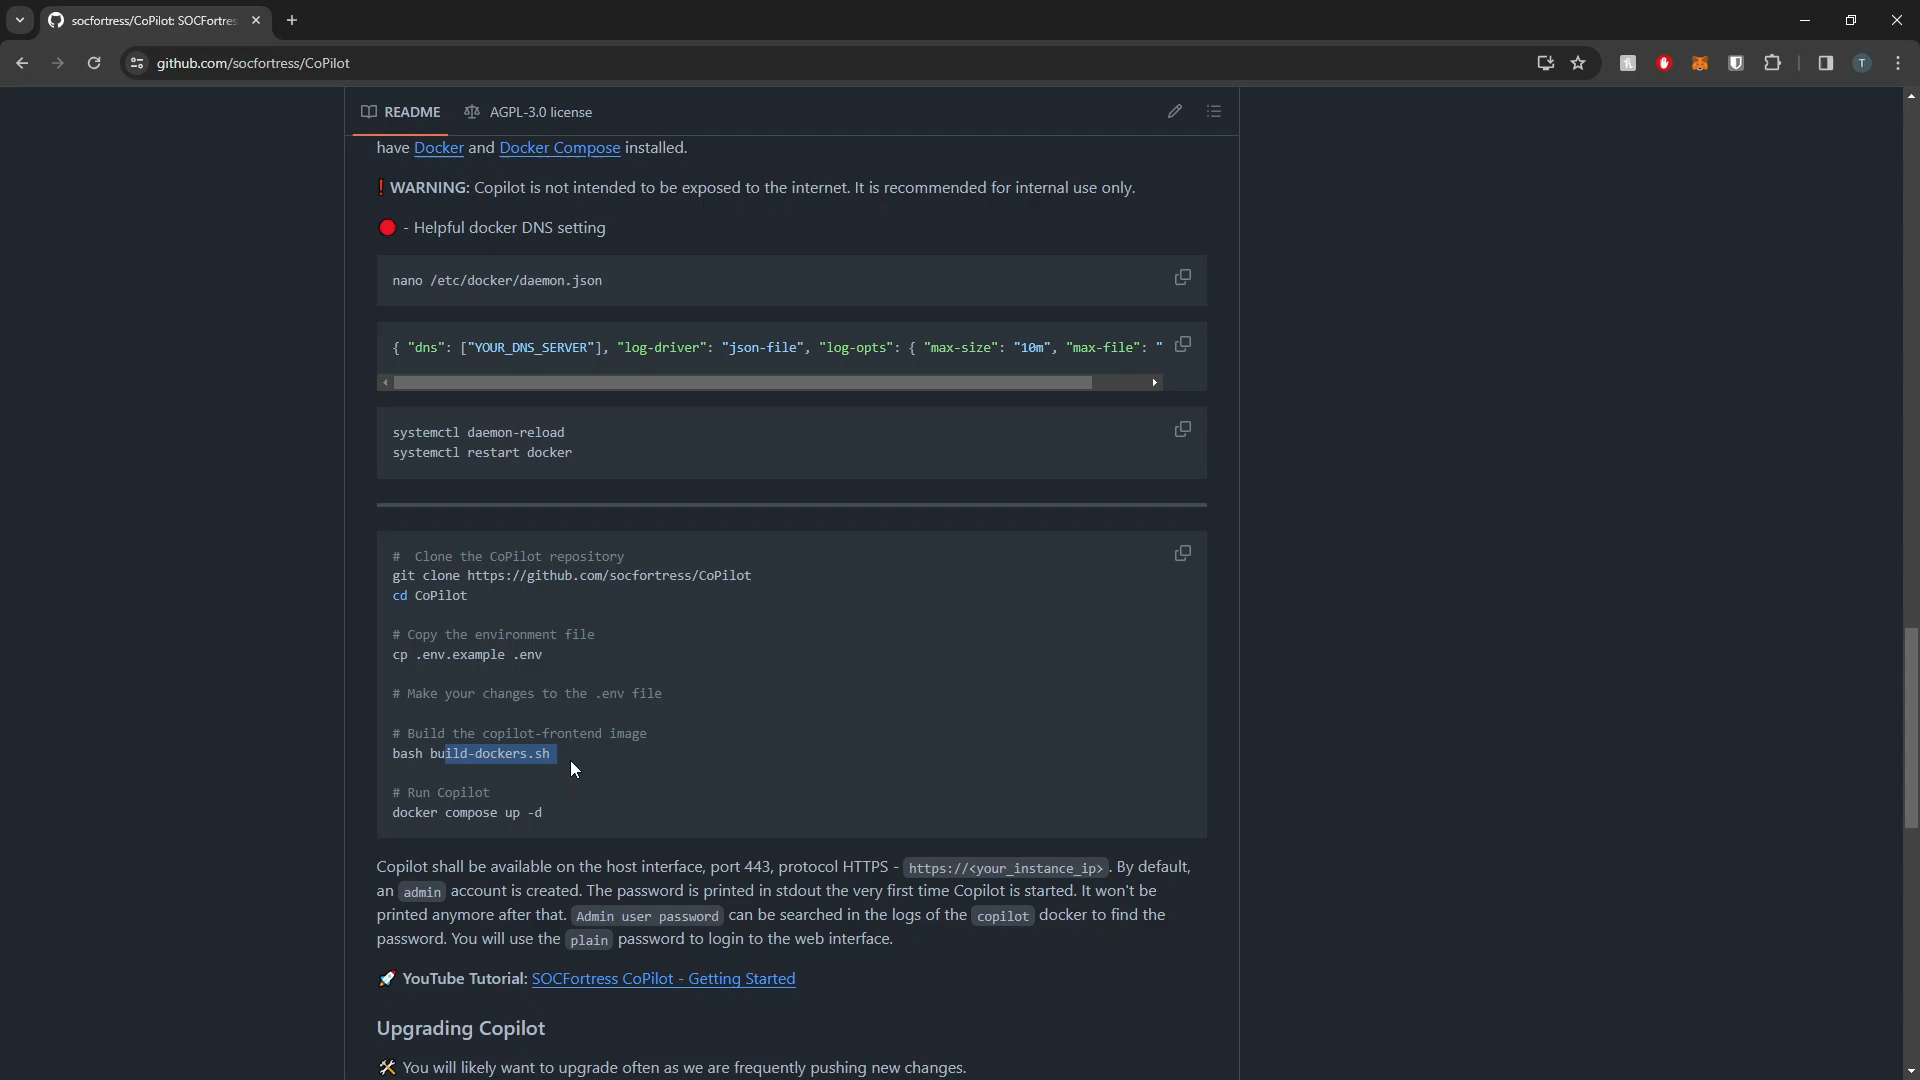 socfortress/CoPilot: SOCFortres
github.com/socfortress/CoPilot
T
README
AGPL-3.0 license
have Docker and Docker Compose installed.
❗ WARNING: Copilot is not intended to be exposed to the internet. It is recommended for internal use only.
🔴 - Helpful docker DNS setting
nano /etc/docker/daemon.json
{ "dns": ["YOUR_DNS_SERVER"], "log-driver": "json-file", "log-opts": { "max-size": "10m", "max-file": "
systemctl daemon-reload
systemctl restart docker
#  Clone the CoPilot repository
git clone https://github.com/socfortress/CoPilot
cd CoPilot
# Copy the environment file
cp .env.example .env
# Make your changes to the .env file
# Build the copilot-frontend image
bash build-dockers.sh
# Run Copilot
docker compose up -d
Copilot shall be available on the host interface, port 443, protocol HTTPS - https://<your_instance_ip>. By default,
an admin account is created. The password is printed in stdout the very first time Copilot is started. It won't be
printed anymore after that. Admin user password can be searched in the logs of the copilot docker to find the
password. You will use the plain password to login to the web interface.
🚀 YouTube Tutorial: SOCFortress CoPilot - Getting Started
Upgrading Copilot
🛠 You will likely want to upgrade often as we are frequently pushing new changes.